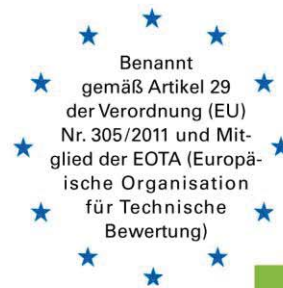 Benannt
gemäß Artikel 29
der Verordnung (EU)
Nr. 305/2011 und Mit-
glied der EOTA (Europä-
ische Organisation
für Technische
Bewertung)